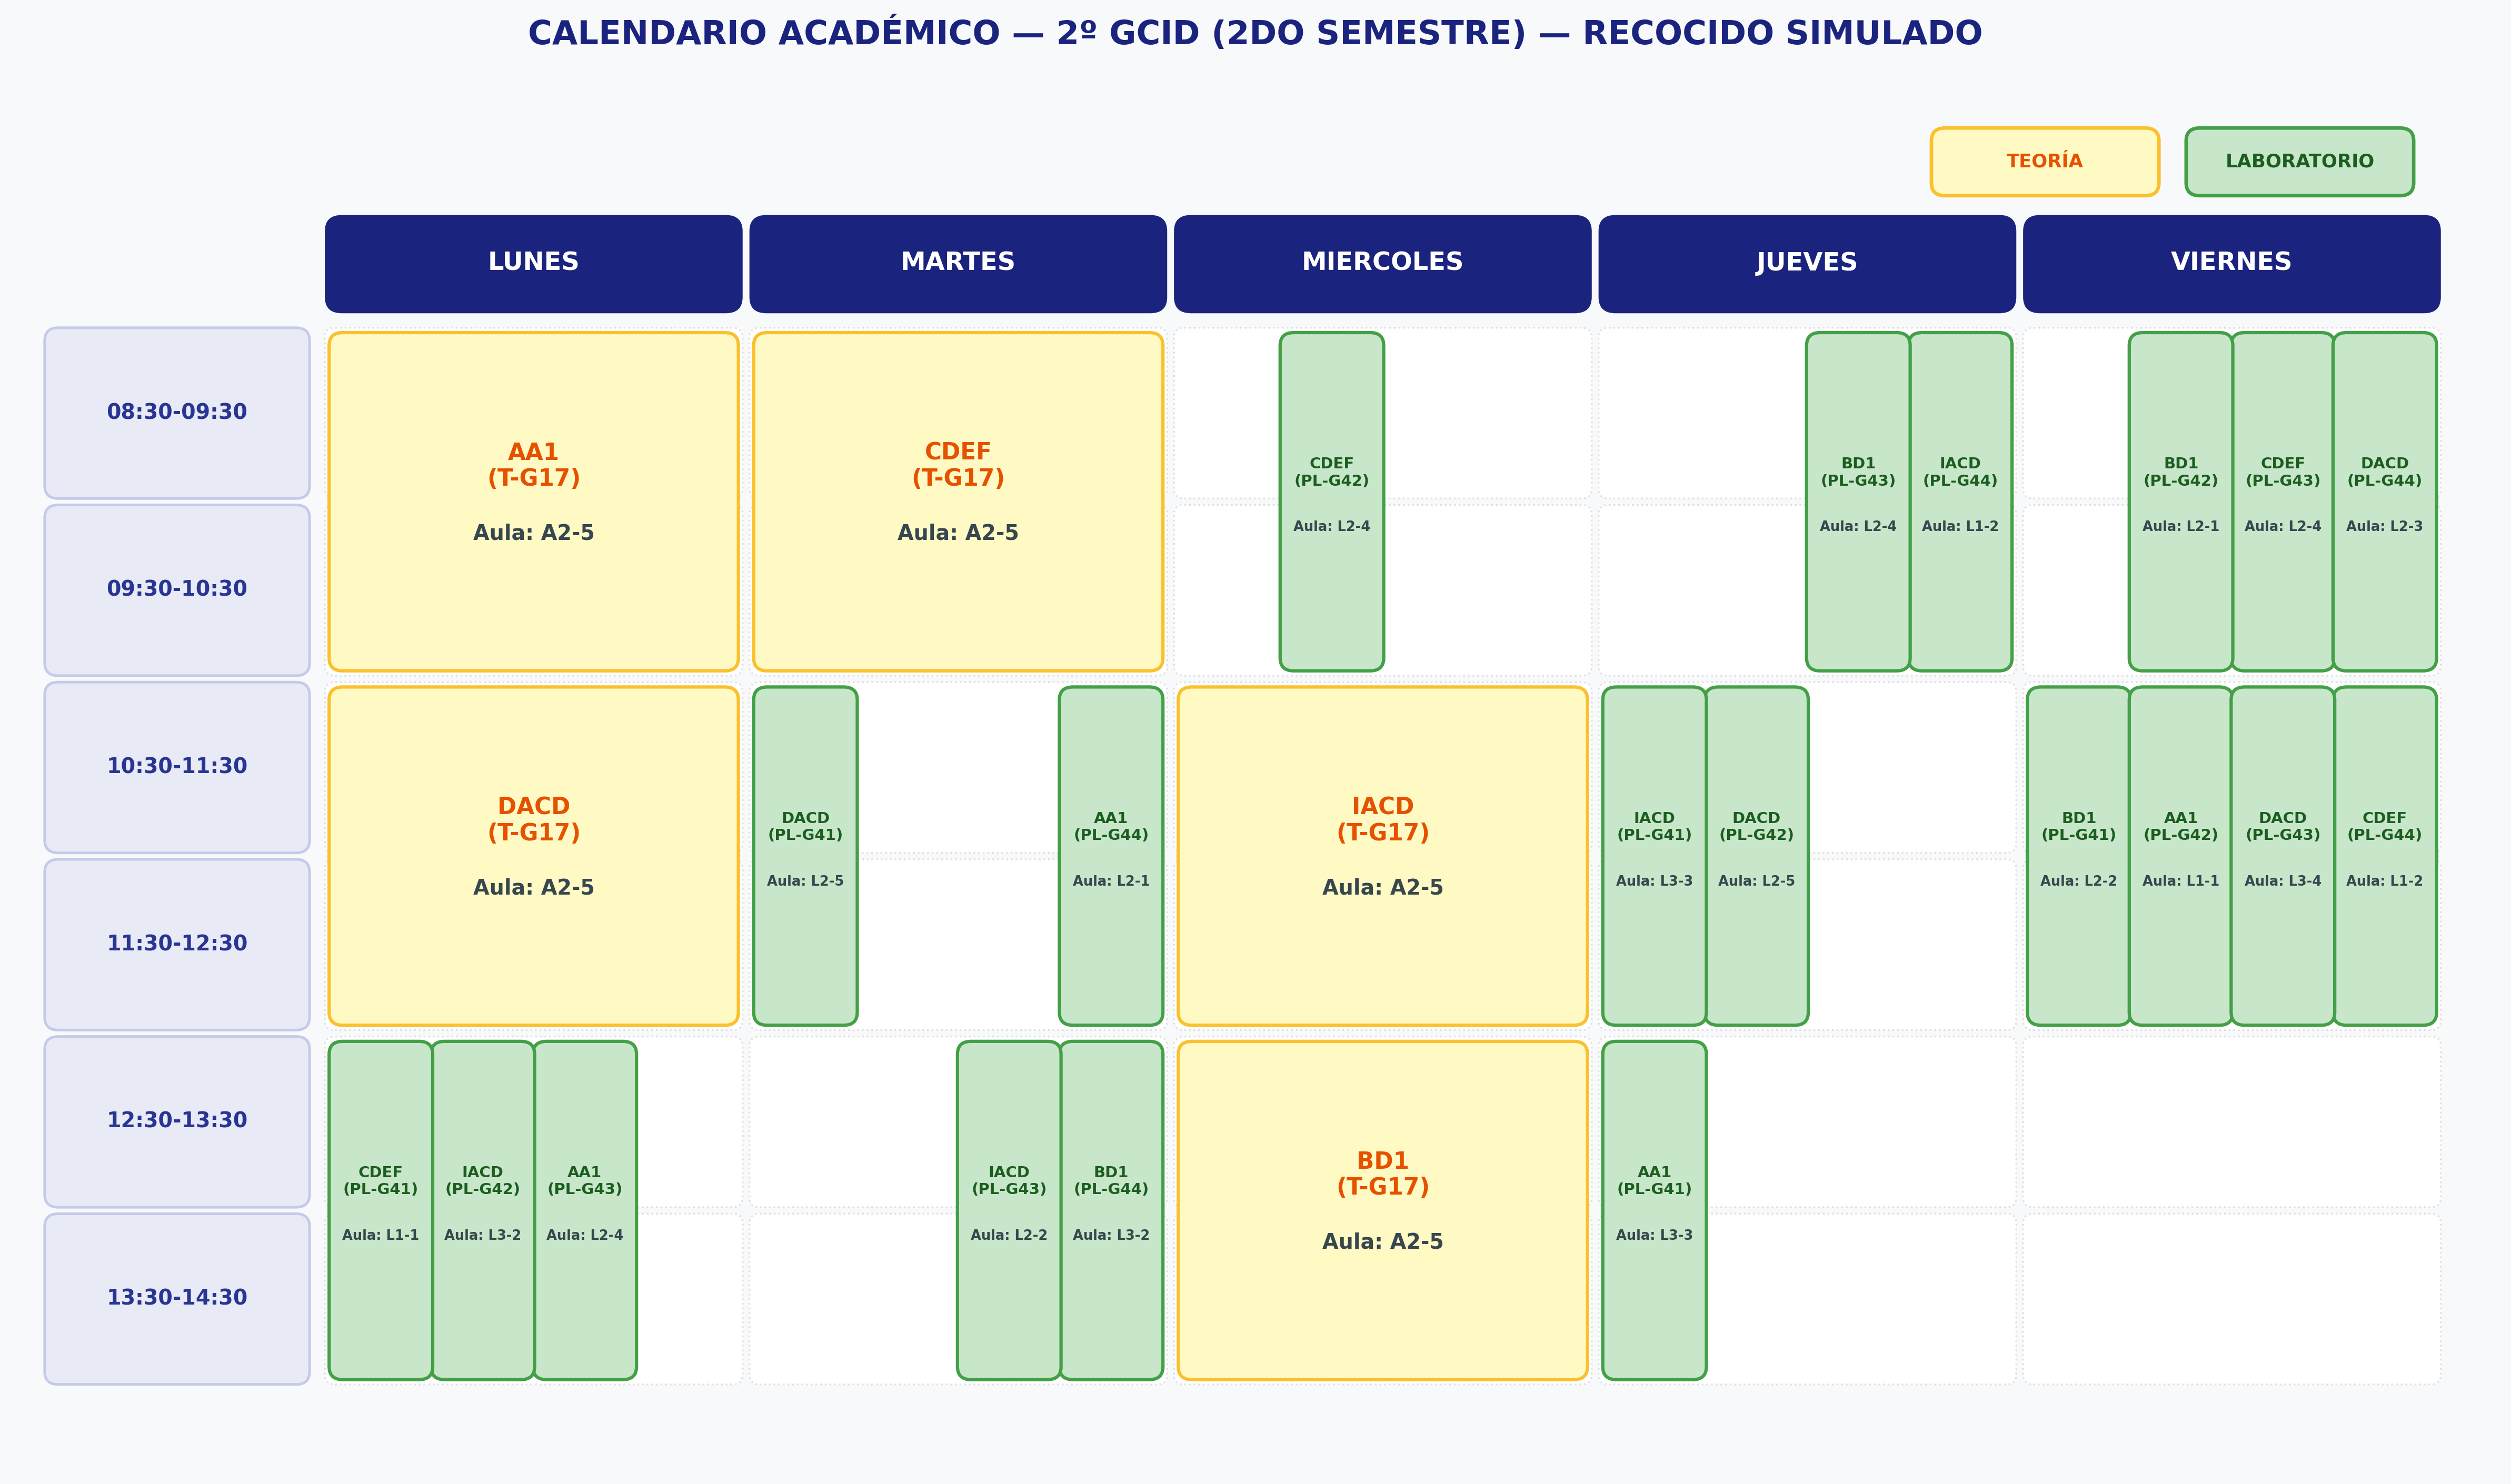 CALENDARIO ACADÉMICO — 2º GCID (2DO SEMESTRE) — RECOCIDO SIMULADO
TEORÍA
LABORATORIO
LUNES
MARTES
MIERCOLES
JUEVES
VIERNES
08:30-09:30
09:30-10:30
AA1
(T-G17)
Aula: A2-5
CDEF
(T-G17)
Aula: A2-5
CDEF
(PL-G42)
Aula: L2-4
BD1
(PL-G43)
Aula: L2-4
IACD
(PL-G44)
Aula: L1-2
BD1
(PL-G42)
Aula: L2-1
CDEF
(PL-G43)
Aula: L2-4
DACD
(PL-G44)
Aula: L2-3
10:30-11:30
11:30-12:30
DACD
(T-G17)
Aula: A2-5
DACD
(PL-G41)
Aula: L2-5
AA1
(PL-G44)
Aula: L2-1
IACD
(T-G17)
Aula: A2-5
IACD
(PL-G41)
Aula: L3-3
DACD
(PL-G42)
Aula: L2-5
BD1
(PL-G41)
Aula: L2-2
AA1
(PL-G42)
Aula: L1-1
DACD
(PL-G43)
Aula: L3-4
CDEF
(PL-G44)
Aula: L1-2
12:30-13:30
13:30-14:30
CDEF
(PL-G41)
Aula: L1-1
IACD
(PL-G42)
Aula: L3-2
AA1
(PL-G43)
Aula: L2-4
IACD
(PL-G43)
Aula: L2-2
BD1
(PL-G44)
Aula: L3-2
BD1
(T-G17)
Aula: A2-5
AA1
(PL-G41)
Aula: L3-3